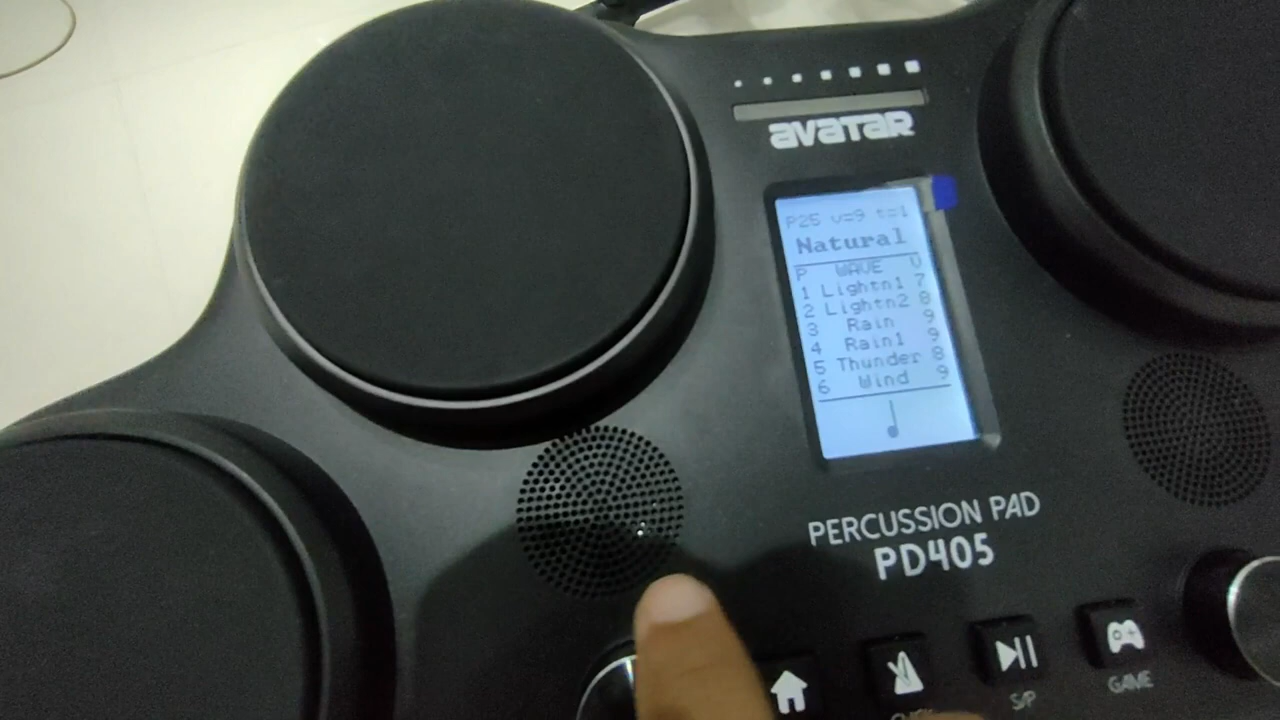 avatar
P25 v=9 t=1
Natural
P WAVE V
1 Lightn1 7
2 Lightn2 8
3 Rain 9
4 Rain1 9
5 Thunder 8
6 Wind 9
PERCUSSION PAD
PD405
S/P
GAME